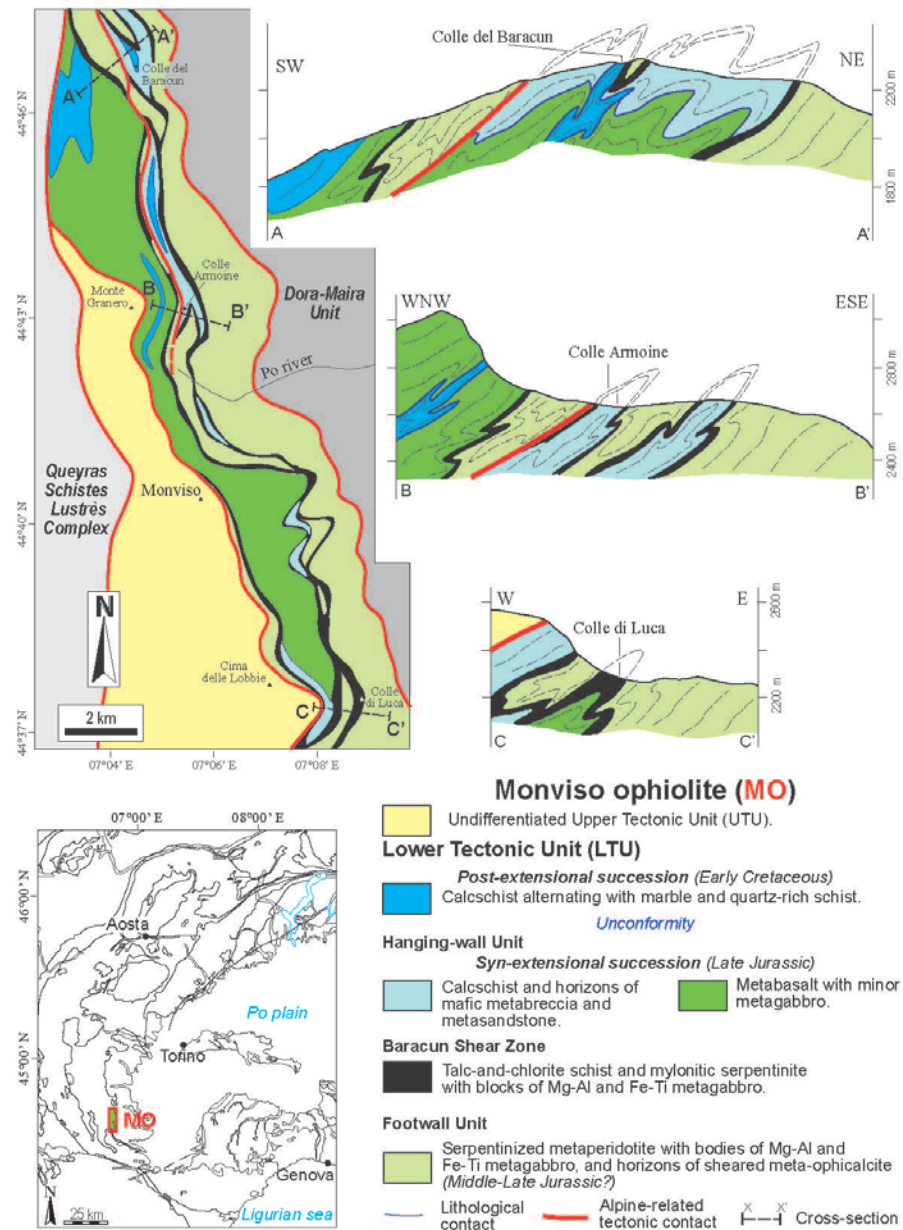 A'
Colle del
Baracun
A
44°46' N
Colle
Armoine
Monte
Granero
B
B'
44°43' N
Dora-Maira
Unit
Po river
Queyras
Schistes
Lustrès
Complex
Monviso
44°40' N
N
Cima
delle Lobbie
Colle
di Luca
C
C'
2 km
44°37' N
07°04' E
07°06' E
07°08' E
SW
Colle del Baracun
NE
2200 m
1800 m
A
A'
WNW
ESE
Colle Armoine
2800 m
2400 m
B
B'
W
E
2600 m
Colle di Luca
2200 m
C
C'
07°00' E
08°00' E
46°00' N
Aosta
Po plain
45°00' N
Torino
MO
Genova
N
25 km
Ligurian sea
Monviso ophiolite (MO)
Undifferentiated Upper Tectonic Unit (UTU).
Lower Tectonic Unit (LTU)
Post-extensional succession (Early Cretaceous)
Calcschist alternating with marble and quartz-rich schist.
Unconformity
Hanging-wall Unit
Syn-extensional succession (Late Jurassic)
Calcschist and horizons of
mafic metabreccia and
metasandstone.
Metabasalt with minor
metagabbro.
Baracun Shear Zone
Talc-and-chlorite schist and mylonitic serpentinite
with blocks of Mg-Al and Fe-Ti metagabbro.
Footwall Unit
Serpentinized metaperidotite with bodies of Mg-Al and
Fe-Ti metagabbro, and horizons of sheared meta-ophicalcite
(Middle-Late Jurassic?)
Lithological
contact
Alpine-related
tectonic contact
X X'
Cross-section